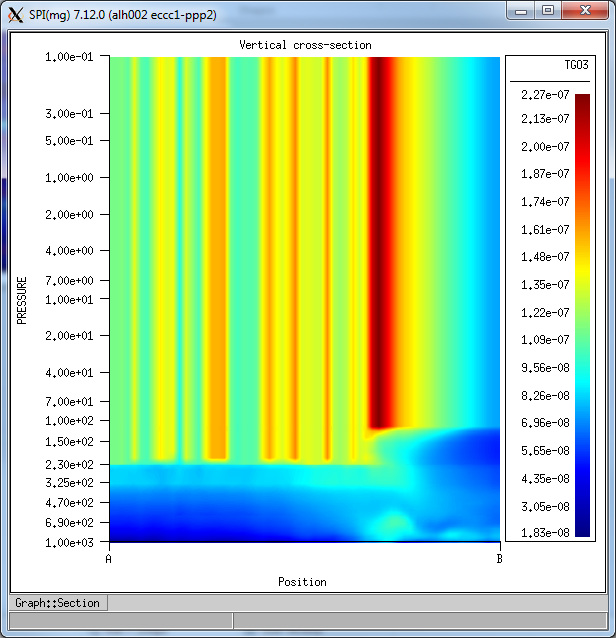 SPI(mg) 7.12.0 (alh002 eccc1-ppp2)
Vertical cross-section
TGO3
1.00e-01
3.00e-01
5.00e-01
1.00e+00
2.00e+00
4.00e+00
7.00e+00
1.00e+01
2.00e+01
4.00e+01
7.00e+01
1.00e+02
1.50e+02
2.30e+02
3.25e+02
4.70e+02
6.90e+02
1.00e+03
PRESSURE
2.27e-07
2.13e-07
2.00e-07
1.87e-07
1.74e-07
1.61e-07
1.48e-07
1.35e-07
1.22e-07
1.09e-07
9.56e-08
8.26e-08
6.96e-08
5.65e-08
4.35e-08
3.05e-08
1.83e-08
A B
Position
Graph::Section